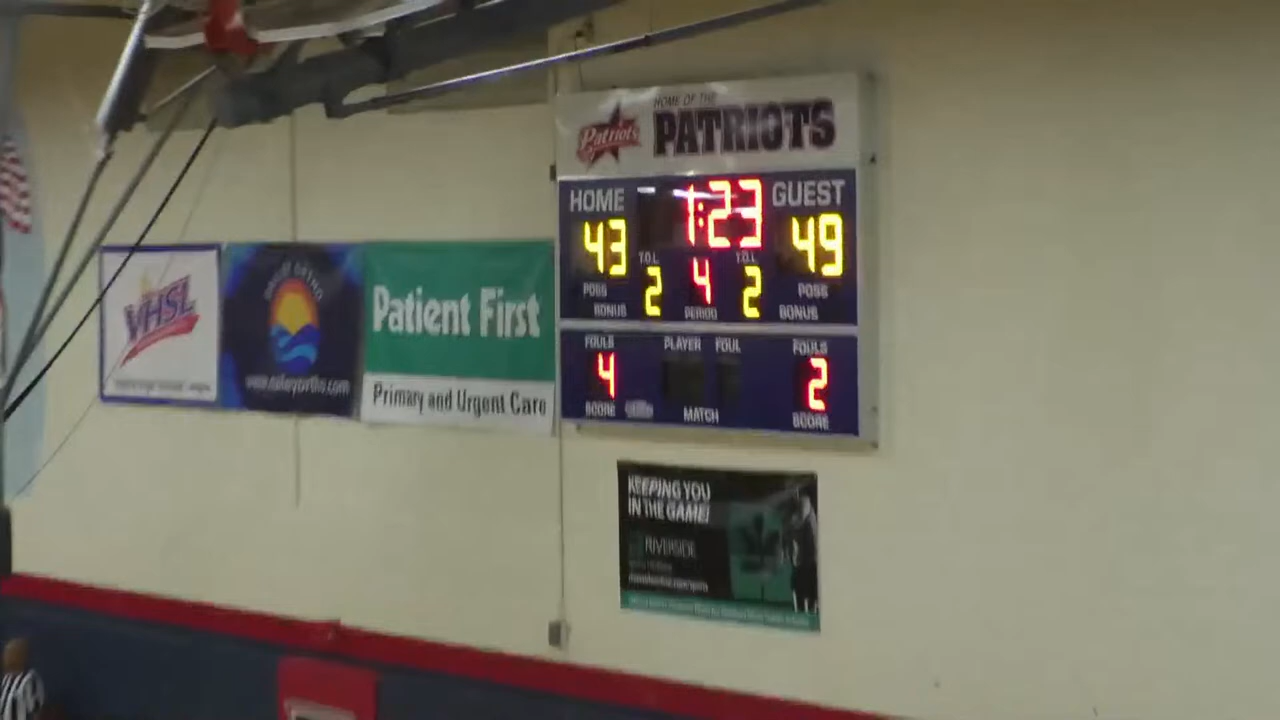 HOME OF THE
Patriots
PATRIOTS
HOME 1:23 GUEST
43 49
T.O.L T.O.L
2 4 2
POSS POSS
BONUS PERIOD BONUS
FOULS PLAYER FOUL FOULS
4 2
SCORE MATCH SCORE
VHSL
Patient First
Primary and Urgent Care
KEEPING YOU
IN THE GAME!
RIVERSIDE